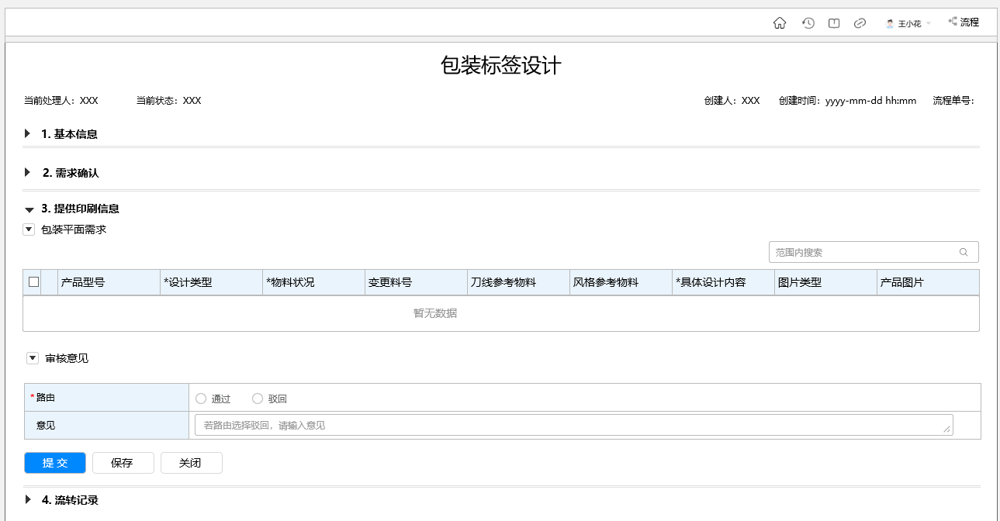 王小花 流程
包装标签设计
当前处理人：XXX 当前状态：XXX 创建人：XXX 创建时间：yyyy-mm-dd hh:mm 流程单号：
1. 基本信息
2. 需求确认
3. 提供印刷信息
包装平面需求
范围内搜索
产品型号 *设计类型 *物料状况 变更料号 刀线参考物料 风格参考物料 *具体设计内容 图片类型 产品图片
暂无数据
审核意见
*路由 通过 驳回
意见 若路由选择驳回，请输入意见
提 交 保存 关闭
4. 流转记录